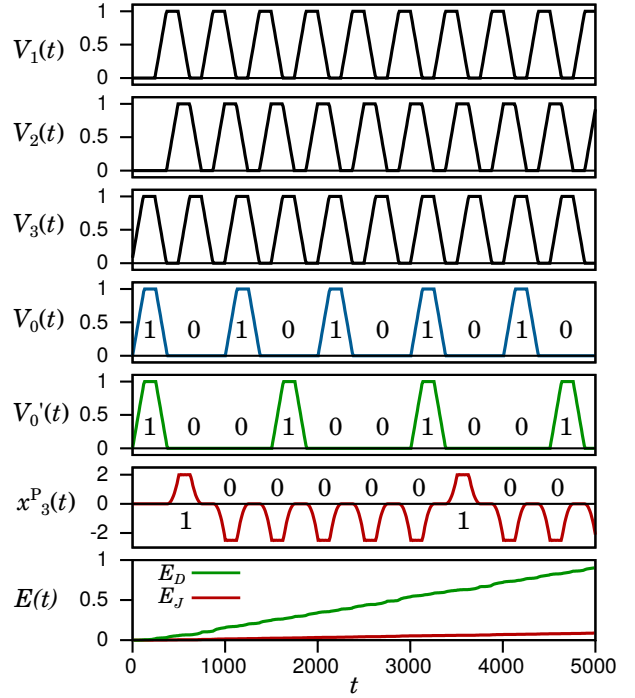 V₁(t) 1 0.5 0
V₂(t) 1 0.5 0
V₃(t) 1 0.5 0
V₀(t) 1 0.5 0 1 0 1 0 1 0 1 0 1 0
V₀'(t) 1 0.5 0 1 0 0 1 0 0 1 0 0 1
xᴾ₃(t) 2 0 -2 0 0 0 0 0 0 0
1 1
E(t) 1 0.5 0
E_D
E_J
0 1000 2000 3000 4000 5000
t